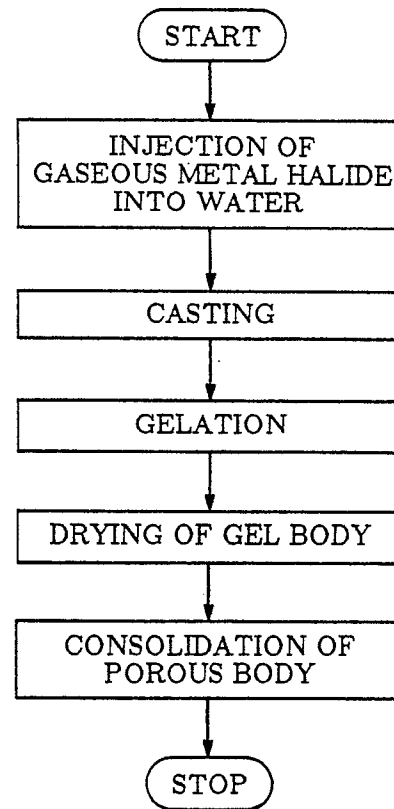 START
INJECTION OF
GASEOUS METAL HALIDE
INTO WATER
CASTING
GELATION
DRYING OF GEL BODY
CONSOLIDATION OF
POROUS BODY
STOP